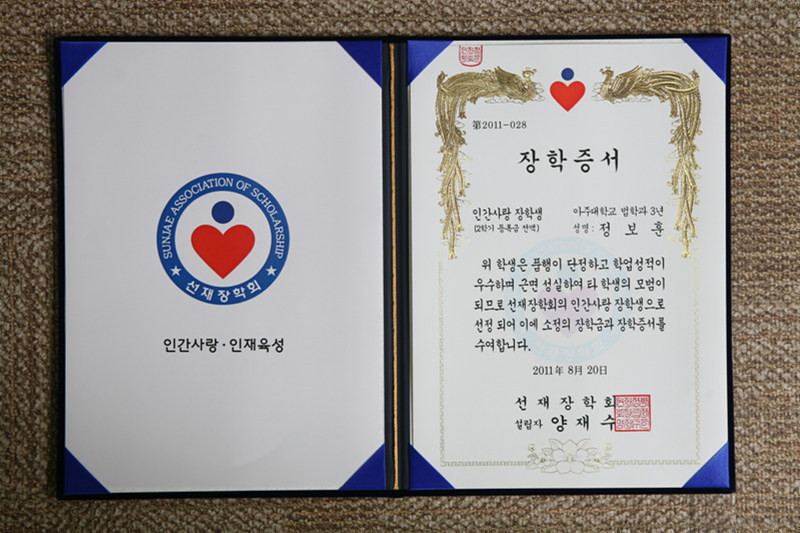 SUNJAE ASSOCIATION OF SCHOLARSHIP
선재장학회
인간사랑·인재육성
第2011-028
장학증서
인간사랑 장학생 아주대학교 법학과 3년
(2학기 등록금 전액) 성명 : 정보훈
위 학생은 품행이 단정하고 학업성적이
우수하며 근면 성실하여 타 학생의 모범이
되므로 선재장학회의 인간사랑 장학생으로
선정 되어 이에 소정의 장학금과 장학증서를
수여합니다.
2011年 8月 20日
선재장학회
설립자 양재수